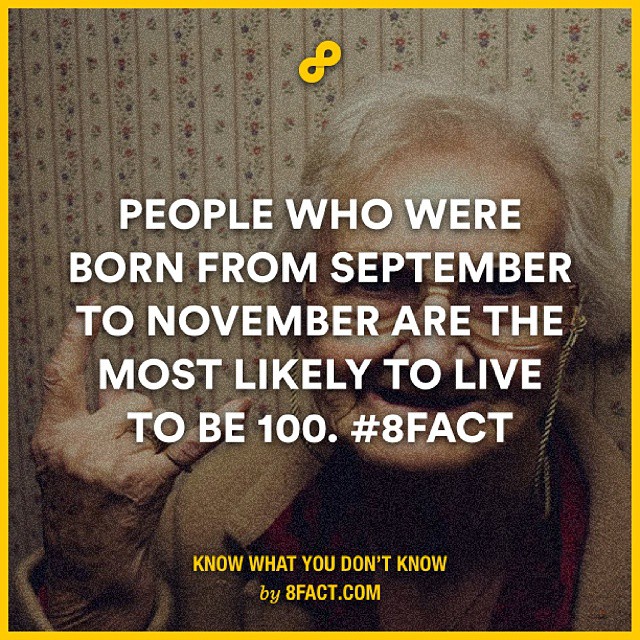 PEOPLE WHO WERE
BORN FROM SEPTEMBER
TO NOVEMBER ARE THE
MOST LIKELY TO LIVE
TO BE 100. #8FACT
KNOW WHAT YOU DON'T KNOW
by 8FACT.COM